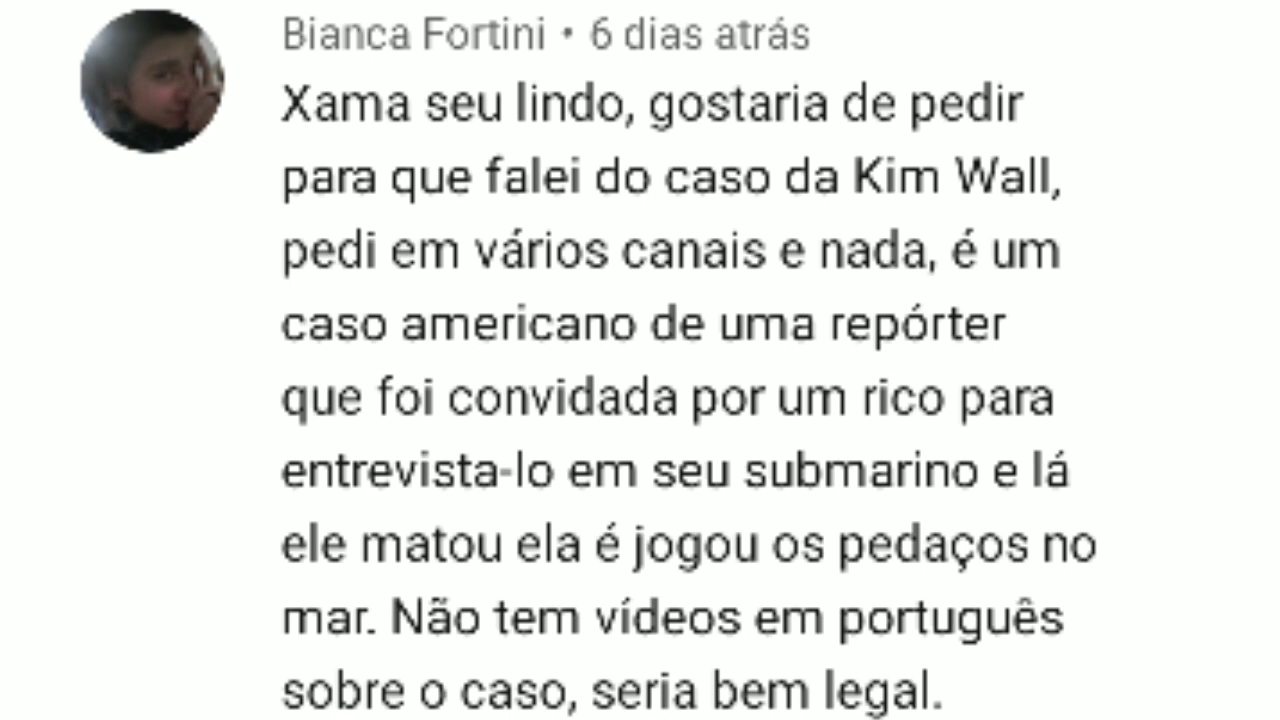 Bianca Fortini • 6 dias atrás
Xama seu lindo, gostaria de pedir
para que falei do caso da Kim Wall,
pedi em vários canais e nada, é um
caso americano de uma repórter
que foi convidada por um rico para
entrevista-lo em seu submarino e lá
ele matou ela é jogou os pedaços no
mar. Não tem vídeos em português
sobre o caso, seria bem legal.